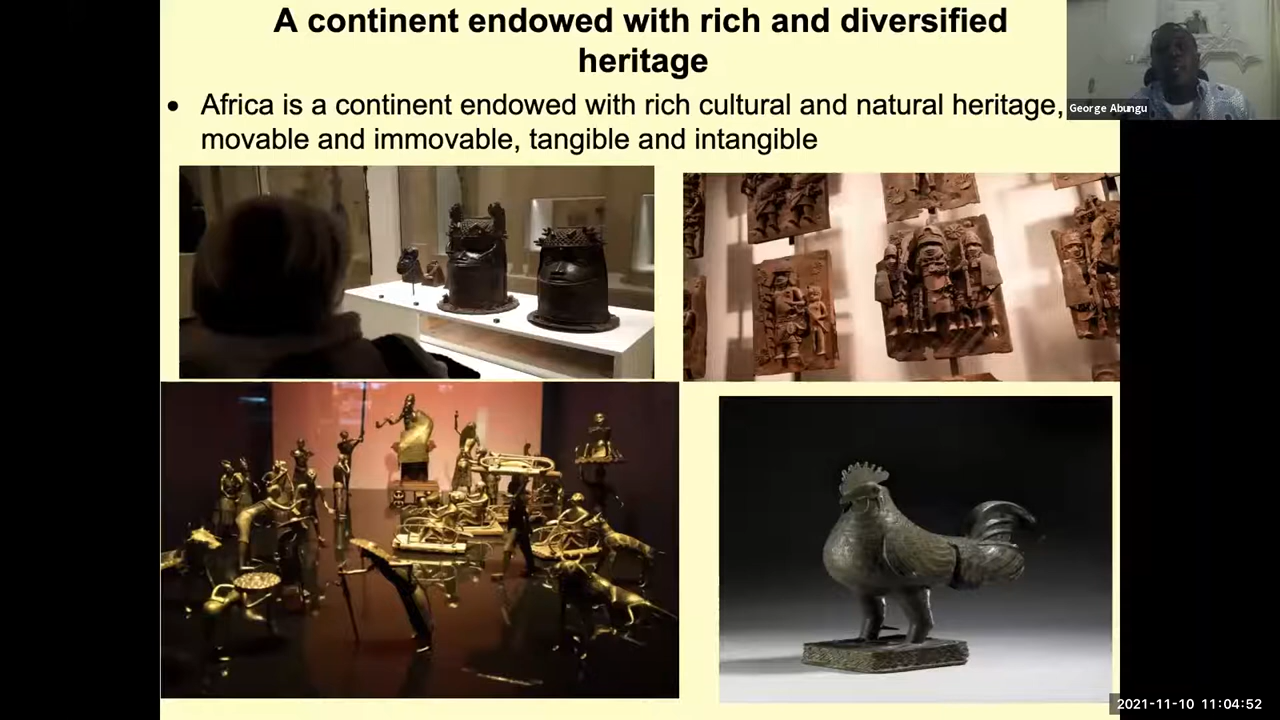 A continent endowed with rich and diversified
heritage
• Africa is a continent endowed with rich cultural and natural heritage,
movable and immovable, tangible and intangible
George Abungu
2021-11-10 11:04:52